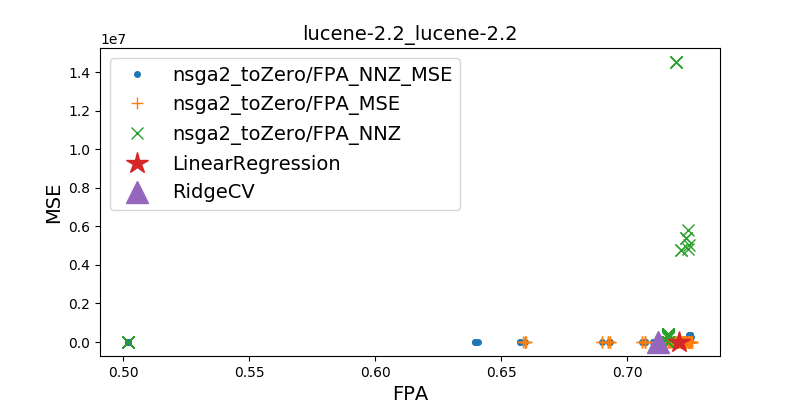 lucene-2.2_lucene-2.2
1e7
1.4
1.2
1.0
0.8
0.6
0.4
0.2
0.0
MSE
nsga2_toZero/FPA_NNZ_MSE
nsga2_toZero/FPA_MSE
nsga2_toZero/FPA_NNZ
LinearRegression
RidgeCV
0.50 0.55 0.60 0.65 0.70
FPA